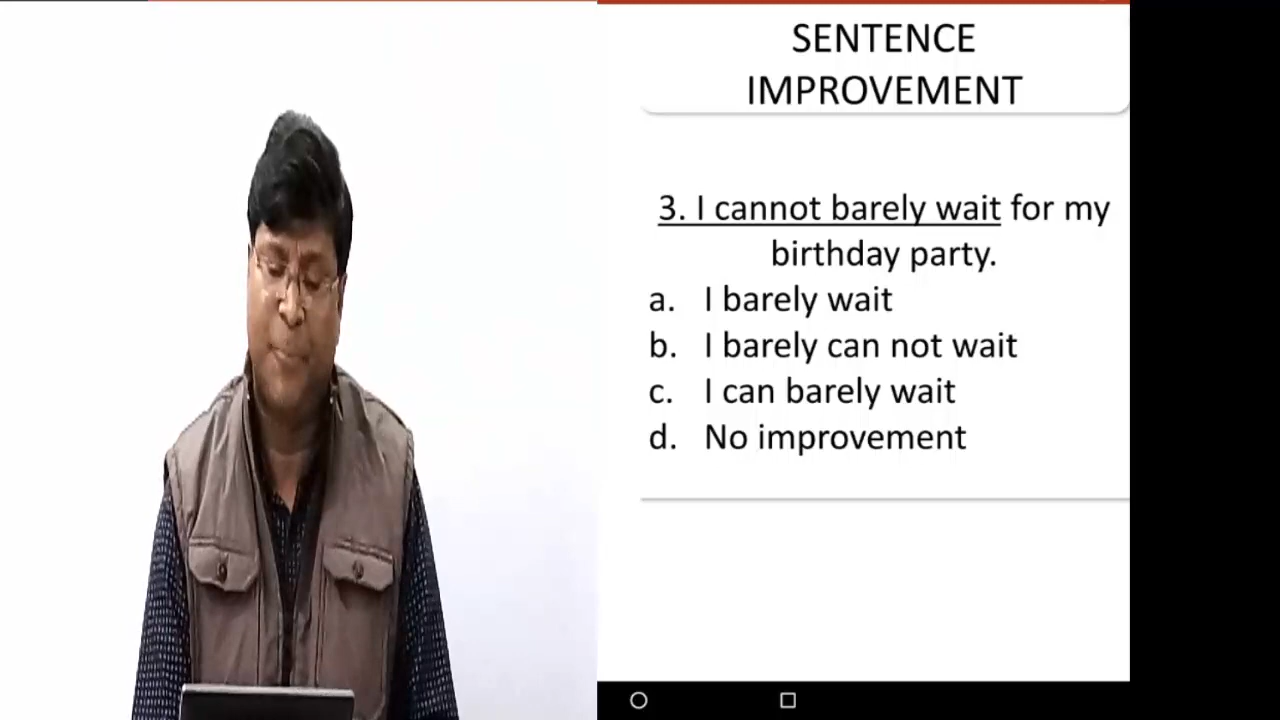 SENTENCE
IMPROVEMENT
3. I cannot barely wait for my
birthday party.
a. I barely wait
b. I barely can not wait
c. I can barely wait
d. No improvement